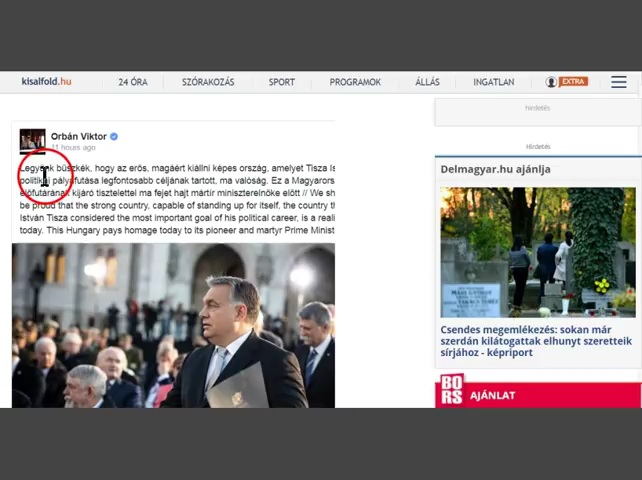 kisalfold.hu
24 ÓRA
SZÓRAKOZÁS
SPORT
PROGRAMOK
ÁLLÁS
INGATLAN
EXTRA
Orbán Viktor
11 hours ago
Legyünk büszkék, hogy az erős, magáért kiállni képes ország, amelyet Tisza
politikai pályafutása legfontosabb céljának tartott, ma valóság. Ez a Magyarors
előfutárának kijáró tisztelettel ma fejet hajt mártír miniszterelnöke előtt // We sh
be proud that the strong country, capable of standing up for itself, the country th
István Tisza considered the most important goal of his political career, is a reali
today. This Hungary pays homage today to its pioneer and martyr Prime Minist
hirdetés
Hirdetés
Delmagyar.hu ajánlja
Csendes megemlékezés: sokan már
szerdán kilátogattak elhunyt szeretteik
sírjához - képriport
BORS
AJÁNLAT